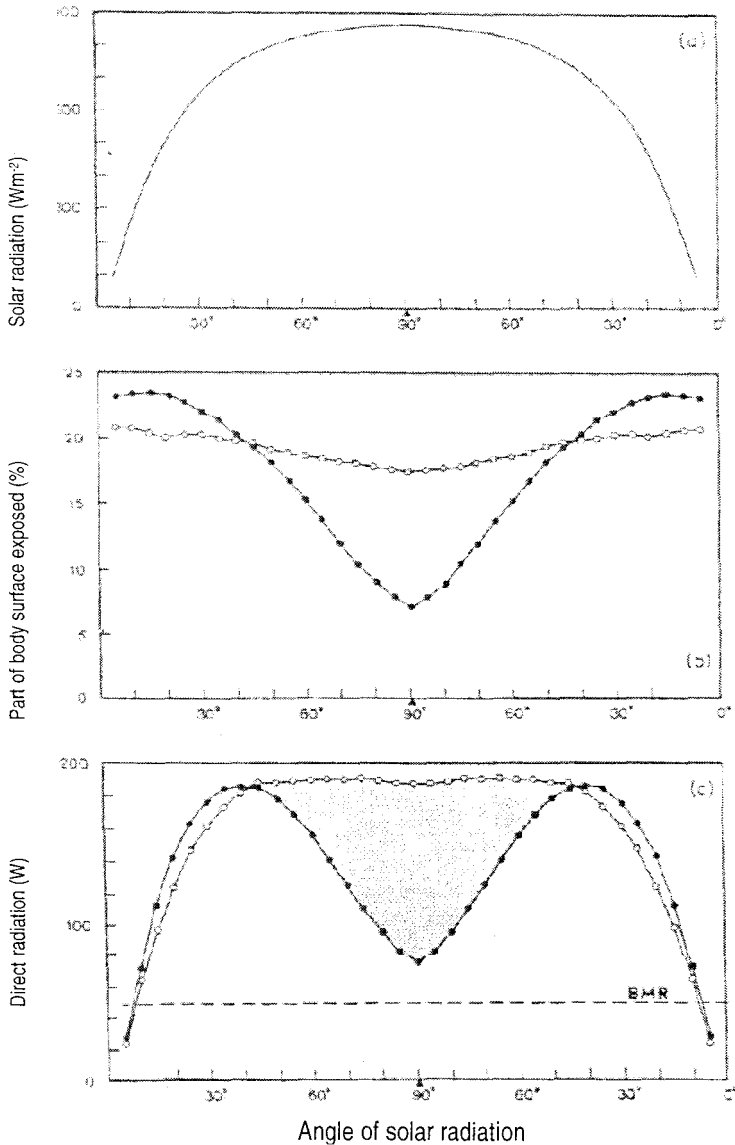 Solar radiation (Wm-2)
300
0
(a)
30° 60° 90° 60° 30° 0°
Part of body surface exposed (%)
25
20
15
10
5
0
(b)
30° 60° 90° 60° 30° 0°
Direct radiation (W)
200
100
0
(c)
BMR
30° 60° 90° 60° 30° 0°
Angle of solar radiation